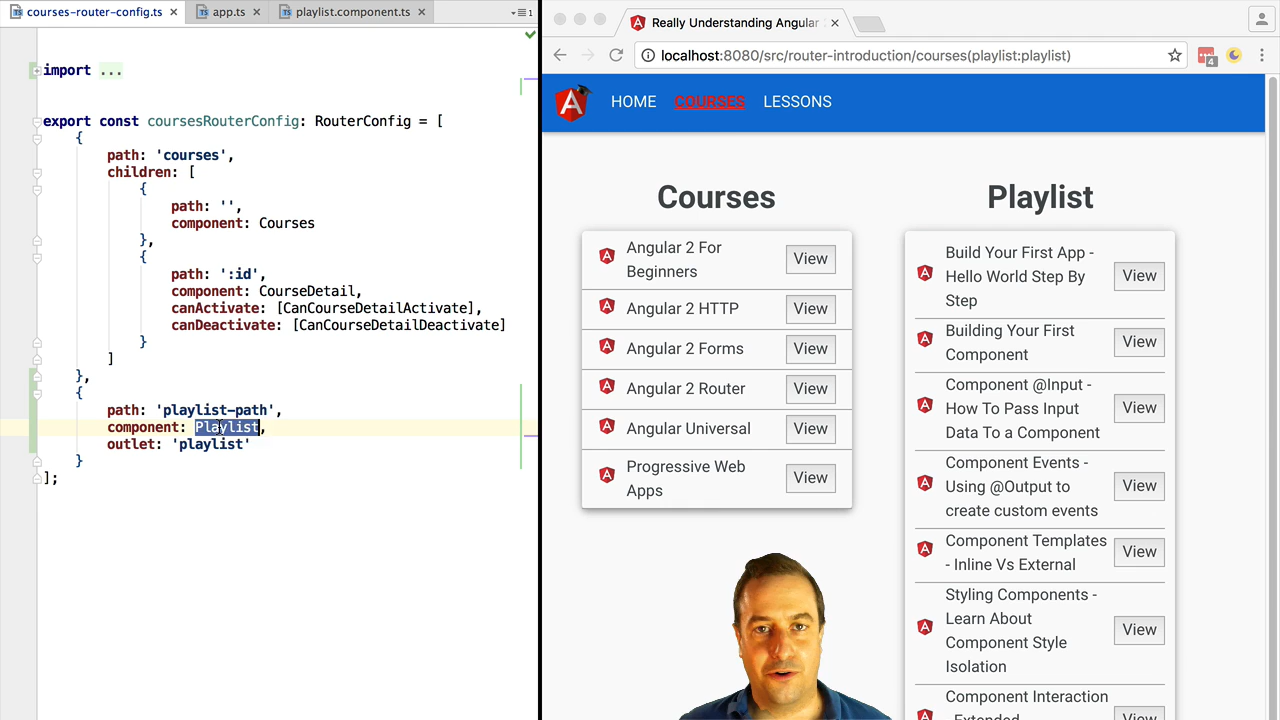 courses-router-config.ts
app.ts
playlist.component.ts
1
import ...
export const coursesRouterConfig: RouterConfig = [
{
path: 'courses',
children: [
{
path: '',
component: Courses
},
{
path: ':id',
component: CourseDetail,
canActivate: [CanCourseDetailActivate],
canDeactivate: [CanCourseDetailDeactivate]
}
]
},
{
path: 'playlist-path',
component: Playlist,
outlet: 'playlist'
}
];
Really Understanding Angular
localhost:8080/src/router-introduction/courses(playlist:playlist)
4
HOME COURSES LESSONS
Courses
Angular 2 For
Beginners
View
Angular 2 HTTP
View
Angular 2 Forms
View
Angular 2 Router
View
Angular Universal
View
Progressive Web
Apps
View
Playlist
Build Your First App -
Hello World Step By
Step
View
Building Your First
Component
View
Component @Input -
How To Pass Input
Data To a Component
View
Component Events -
Using @Output to
create custom events
View
Component Templates
- Inline Vs External
View
Styling Components -
Learn About
Component Style
Isolation
View
Component Interaction
- Extended
View